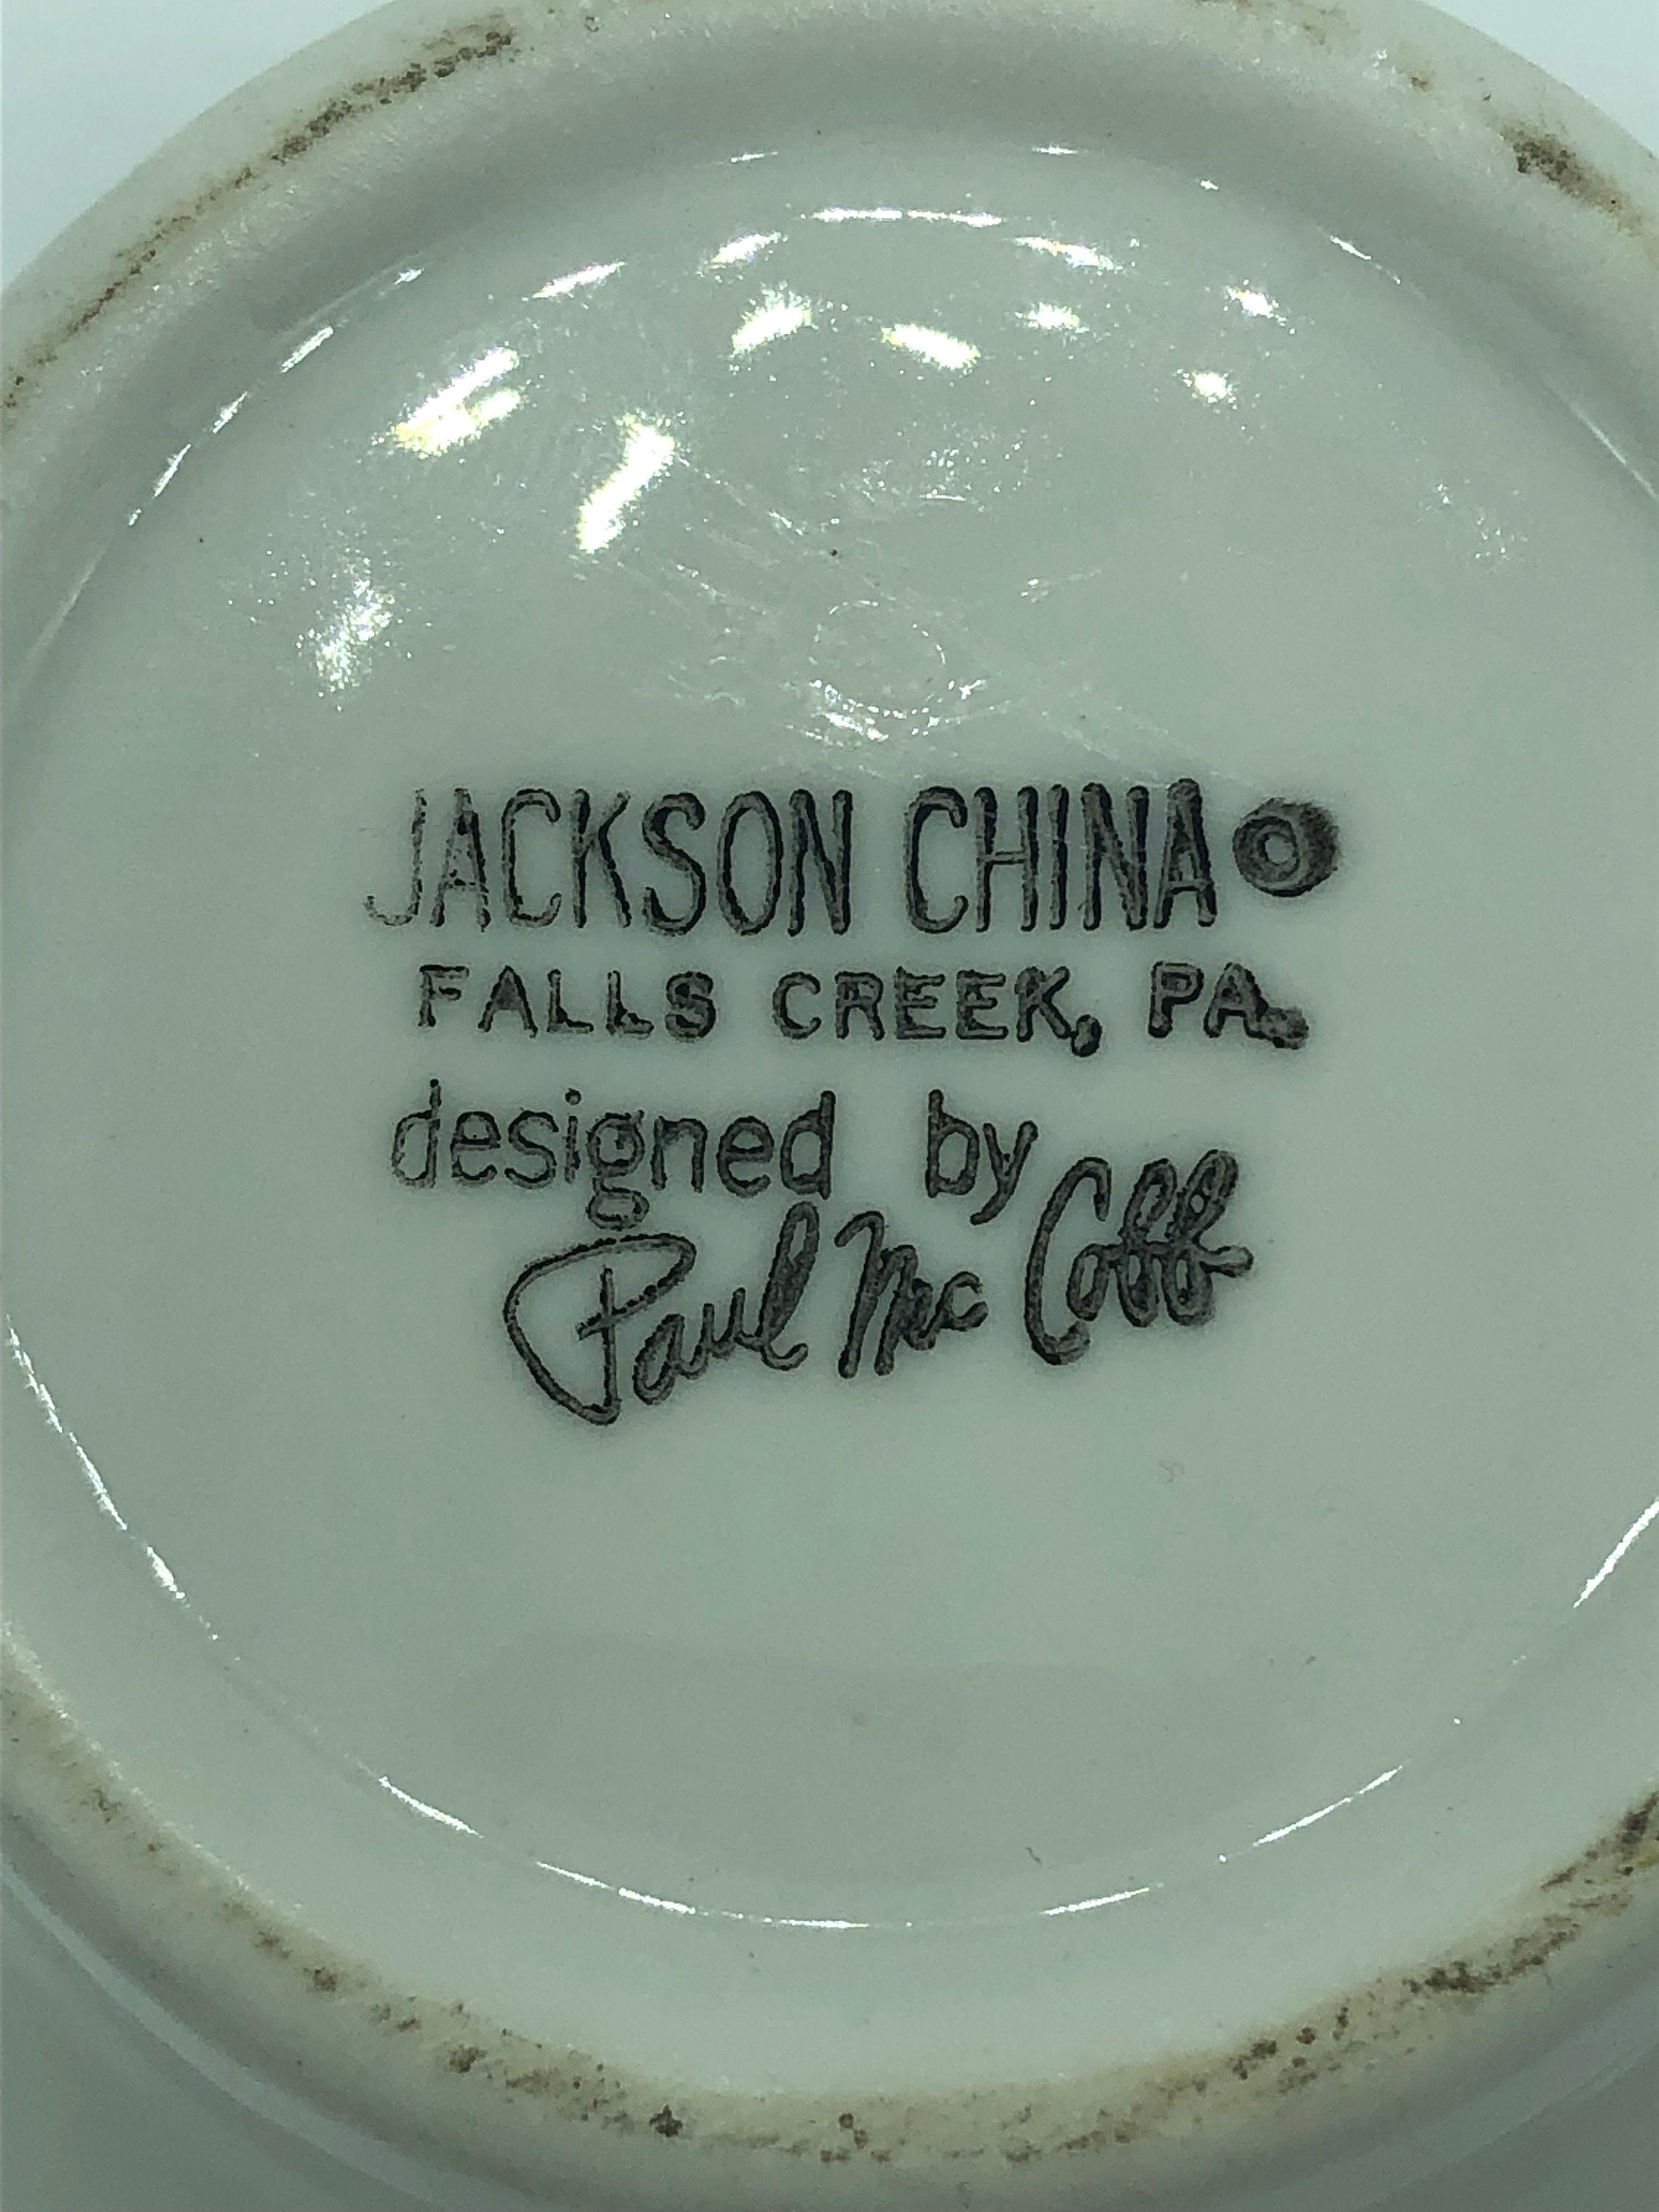 JACKSON CHINA ©
FALLS CREEK, PA.
designed by
Paul McCobb